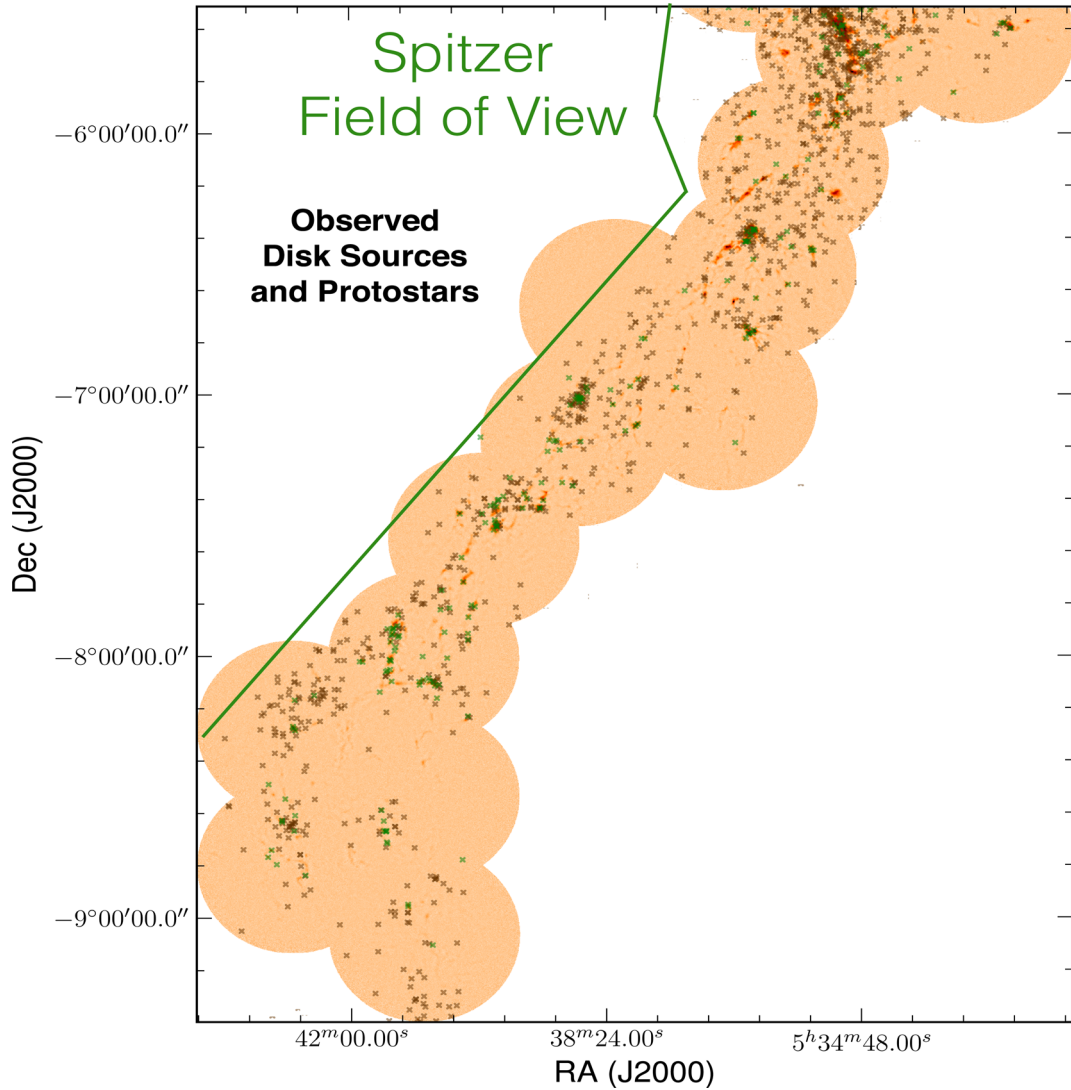 Spitzer
Field of View
Observed
Disk Sources
and Protostars
−6°00′00.0″
−7°00′00.0″
−8°00′00.0″
−9°00′00.0″
Dec (J2000)
42ᵐ00.00ˢ
38ᵐ24.00ˢ
5ʰ34ᵐ48.00ˢ
RA (J2000)